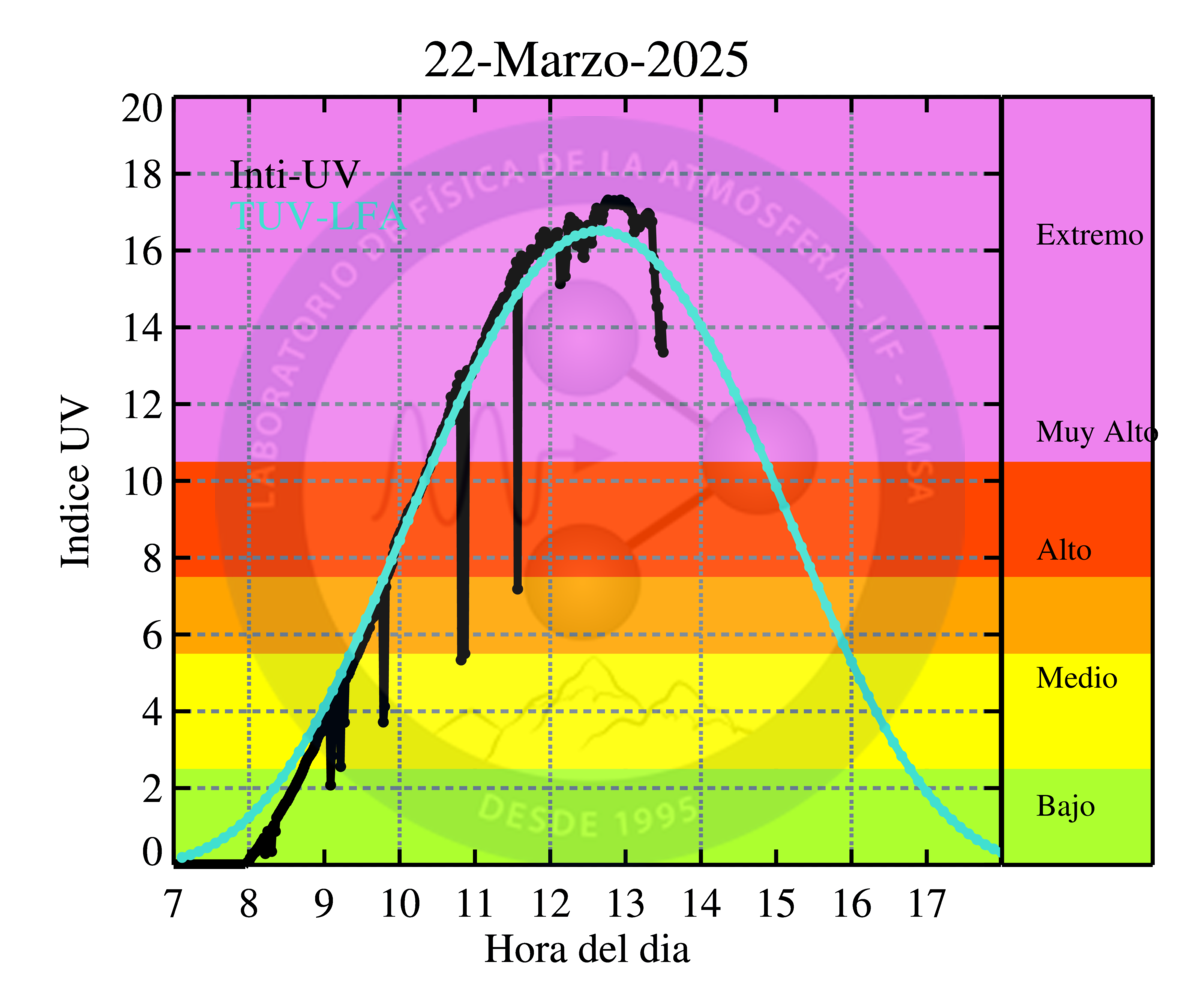 22-Marzo-2025
20
18
16
14
12
10
8
6
4
2
0
Indice UV
Inti-UV
TUV-LFA
LABORATORIO DE FÍSICA DE LA ATMÓSFERA - IIF - UMSA
DESDE 1995
Extremo
Muy Alto
Alto
Medio
Bajo
7 8 9 10 11 12 13 14 15 16 17
Hora del dia